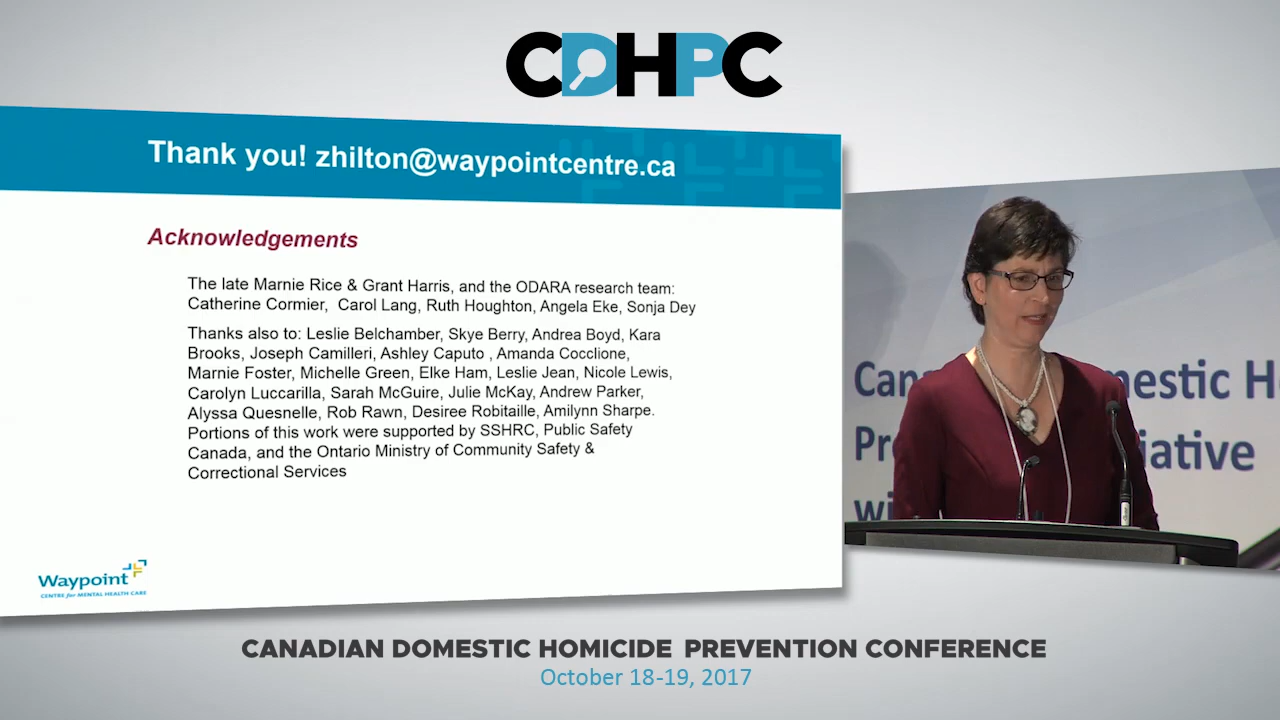 CDHPC
Thank you! zhilton@waypointcentre.ca
Acknowledgements
The late Marnie Rice & Grant Harris, and the ODARA research team:
Catherine Cormier, Carol Lang, Ruth Houghton, Angela Eke, Sonja Dey
Thanks also to: Leslie Belchamber, Skye Berry, Andrea Boyd, Kara
Brooks, Joseph Camilleri, Ashley Caputo , Amanda Cocclione,
Marnie Foster, Michelle Green, Elke Ham, Leslie Jean, Nicole Lewis,
Carolyn Luccarilla, Sarah McGuire, Julie McKay, Andrew Parker,
Alyssa Quesnelle, Rob Rawn, Desiree Robitaille, Amilynn Sharpe.
Portions of this work were supported by SSHRC, Public Safety
Canada, and the Ontario Ministry of Community Safety &
Correctional Services
Waypoint
CENTRE for MENTAL HEALTH CARE
Cana mestic H
Pr iative
wi
CANADIAN DOMESTIC HOMICIDE PREVENTION CONFERENCE
October 18-19, 2017